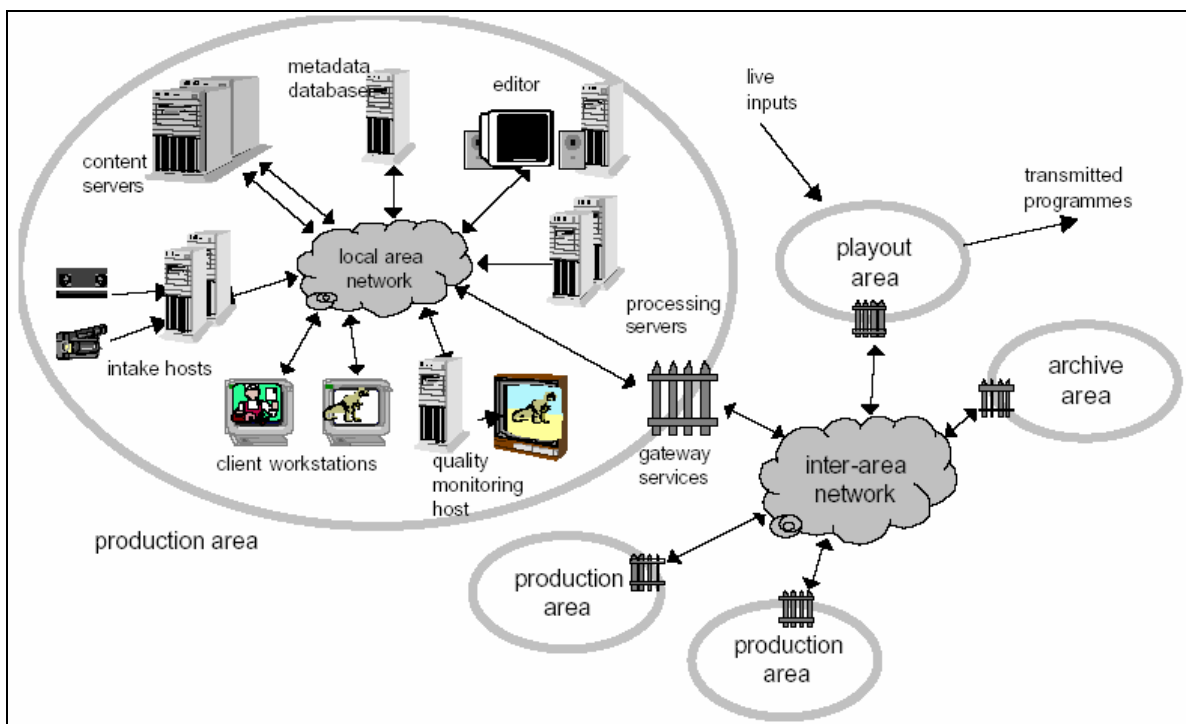 metadata
database
editor
content
servers
local area
network
intake hosts
client workstations
quality
monitoring
host
processing
servers
gateway
services
production area
live
inputs
transmitted
programmes
playout
area
archive
area
inter-area
network
production
area
production
area